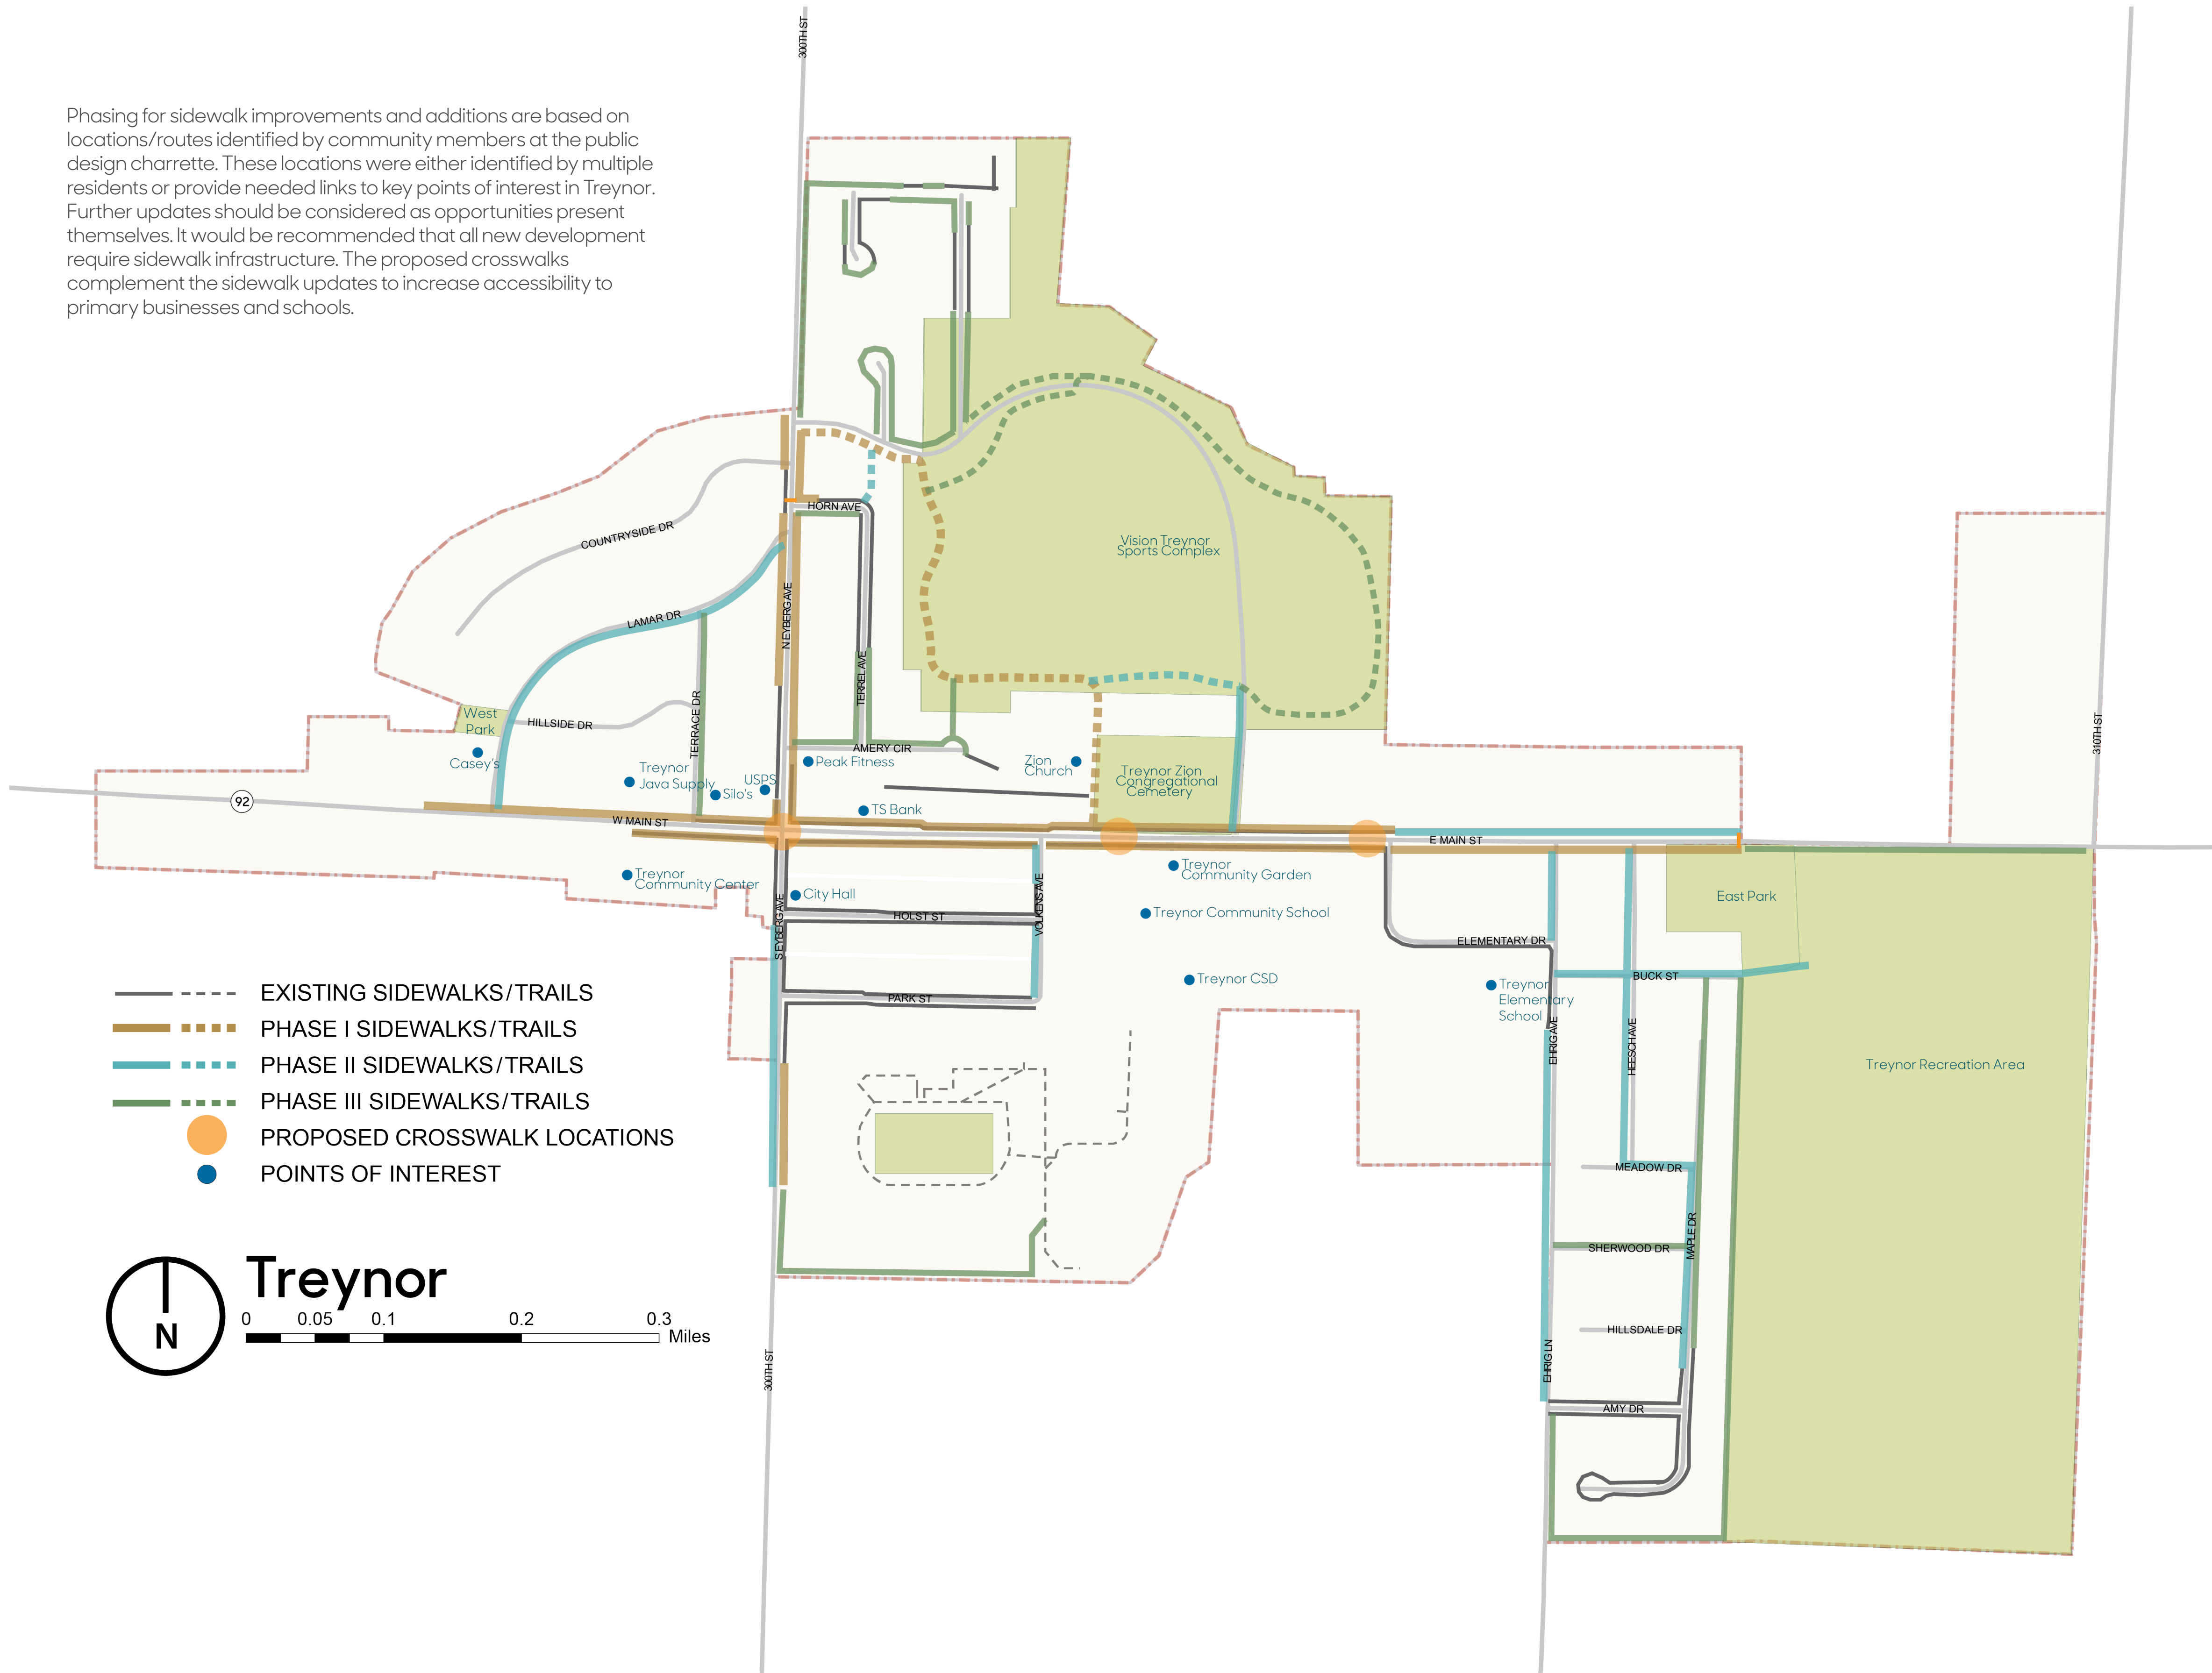 300TH ST
Phasing for sidewalk improvements and additions are based on
locations/routes identified by community members at the public
design charrette. These locations were either identified by multiple
residents or provide needed links to key points of interest in Treynor.
Further updates should be considered as opportunities present
themselves. It would be recommended that all new development
require sidewalk infrastructure. The proposed crosswalks
complement the sidewalk updates to increase accessibility to
primary businesses and schools.
HORN AVE
COUNTRYSIDE DR
Vision Treynor
Sports Complex
N EYBERG AVE
LAMAR DR
TERREL AVE
West
Park
HILLSIDE DR
TERRACE DR
310TH ST
AMERY CIR
Casey's
Treynor
Java Supply
USPS
Silo's
Peak Fitness
Zion
Church
Treynor Zion
Congregational
Cemetery
92
TS Bank
W MAIN ST
E MAIN ST
Treynor
Community Center
City Hall
Treynor
Community Garden
VOLKENS AVE
HOLST ST
S EYBERG AVE
Treynor Community School
East Park
ELEMENTARY DR
Treynor CSD
BUCK ST
Treynor
Elementary
School
PARK ST
EHRIG AVE
HEESCH AVE
Treynor Recreation Area
EXISTING SIDEWALKS/TRAILS
PHASE I SIDEWALKS/TRAILS
PHASE II SIDEWALKS/TRAILS
PHASE III SIDEWALKS/TRAILS
PROPOSED CROSSWALK LOCATIONS
POINTS OF INTEREST
MEADOW DR
MAPLE DR
SHERWOOD DR
HILLSDALE DR
EHRIG LN
AMY DR
N
Treynor
0 0.05 0.1 0.2 0.3
Miles
300TH ST